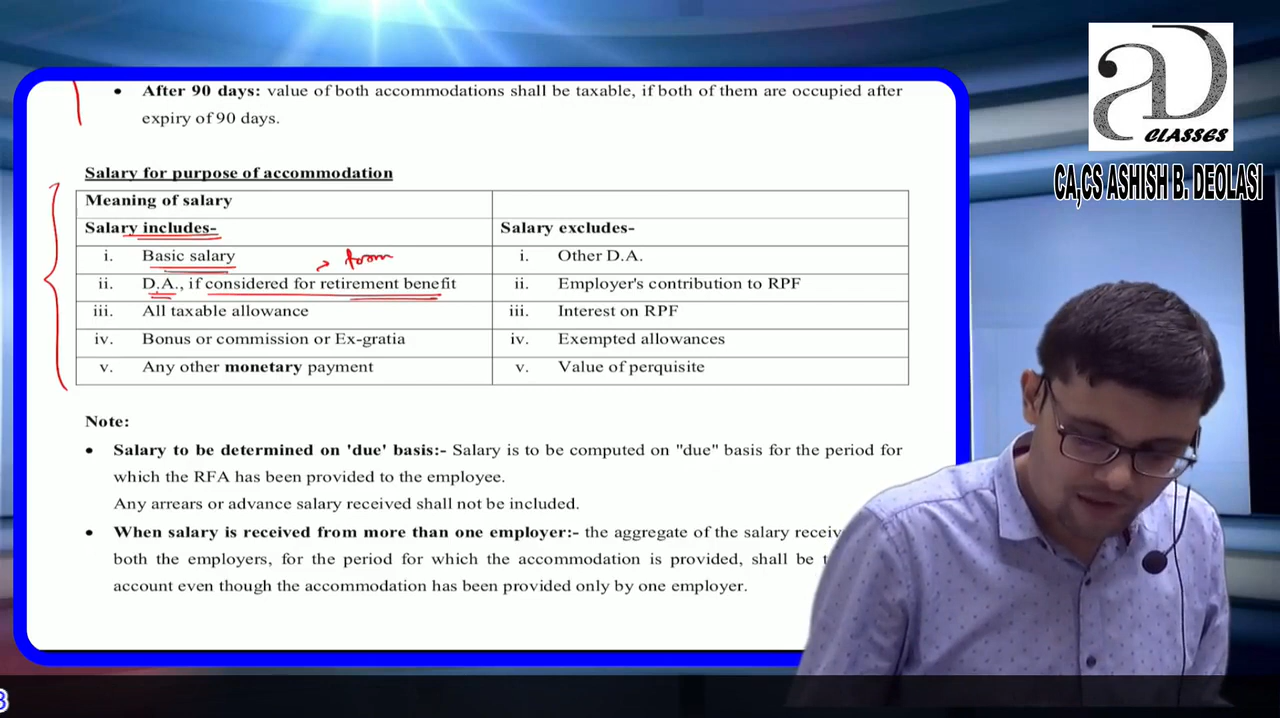 • After 90 days: value of both accommodations shall be taxable, if both of them are occupied after
expiry of 90 days.
aD
CLASSES
CA,CS ASHISH B. DEOLASI
Salary for purpose of accommodation
Meaning of salary
Salary includes- Salary excludes-
i. Basic salary i. Other D.A.
form
ii. D.A., if considered for retirement benefit ii. Employer's contribution to RPF
iii. All taxable allowance iii. Interest on RPF
iv. Bonus or commission or Ex-gratia iv. Exempted allowances
v. Any other monetary payment v. Value of perquisite
Note:
• Salary to be determined on 'due' basis:- Salary is to be computed on "due" basis for the period for
which the RFA has been provided to the employee.
Any arrears or advance salary received shall not be included.
• When salary is received from more than one employer:- the aggregate of the salary
both the employers, for the period for which the accommodation is provided, shall be
account even though the accommodation has been provided only by one employer.